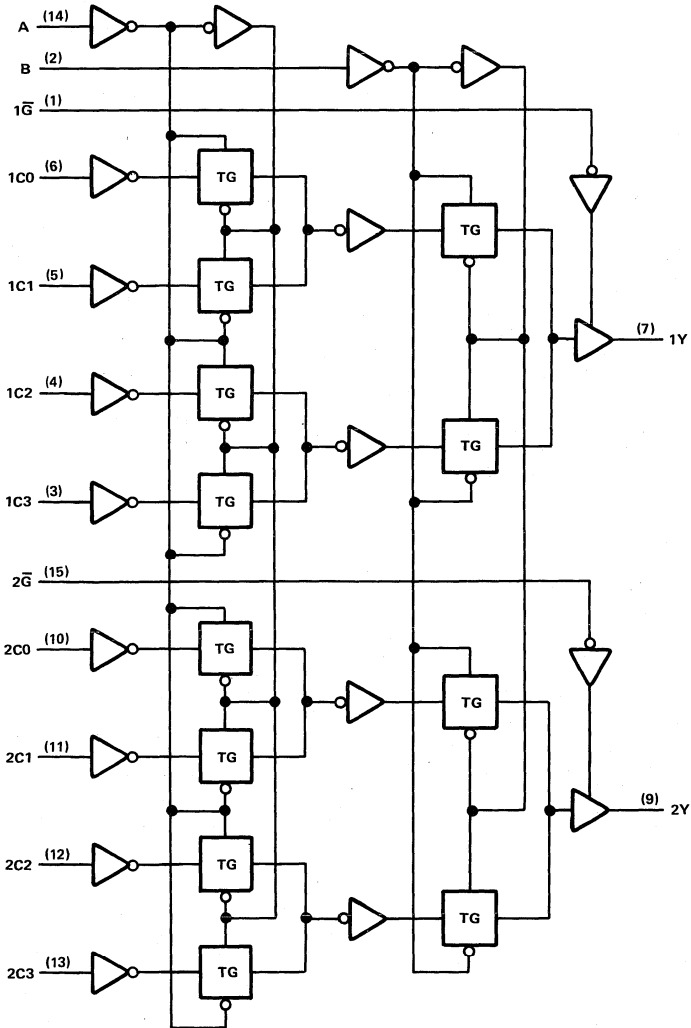 A (14)
B (2)
1G̅ (1)
1C0 (6)
TG
TG
1C1 (5)
TG
(7) 1Y
1C2 (4)
TG
TG
1C3 (3)
TG
2G̅ (15)
2C0 (10)
TG
TG
2C1 (11)
TG
(9) 2Y
2C2 (12)
TG
TG
2C3 (13)
TG